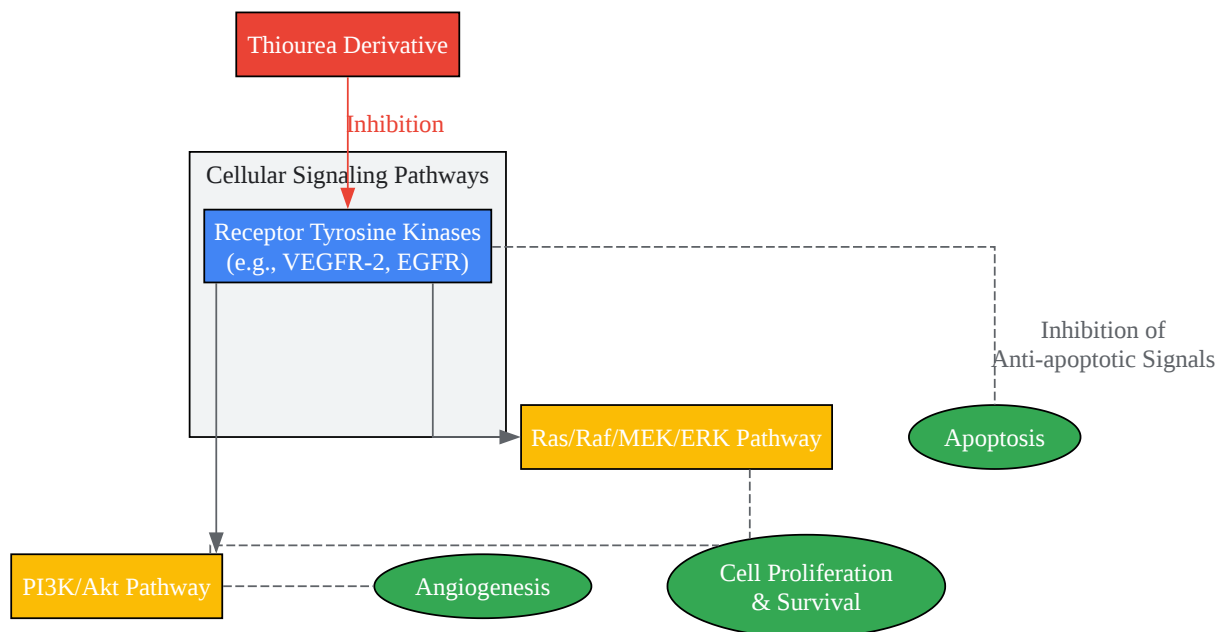 Thiourea Derivative
Inhibition
Cellular Signaling Pathways
Receptor Tyrosine Kinases
(e.g., VEGFR-2, EGFR)
Inhibition of
Anti-apoptotic Signals
Ras/Raf/MEK/ERK Pathway
Apoptosis
PI3K/Akt Pathway
Angiogenesis
Cell Proliferation
& Survival